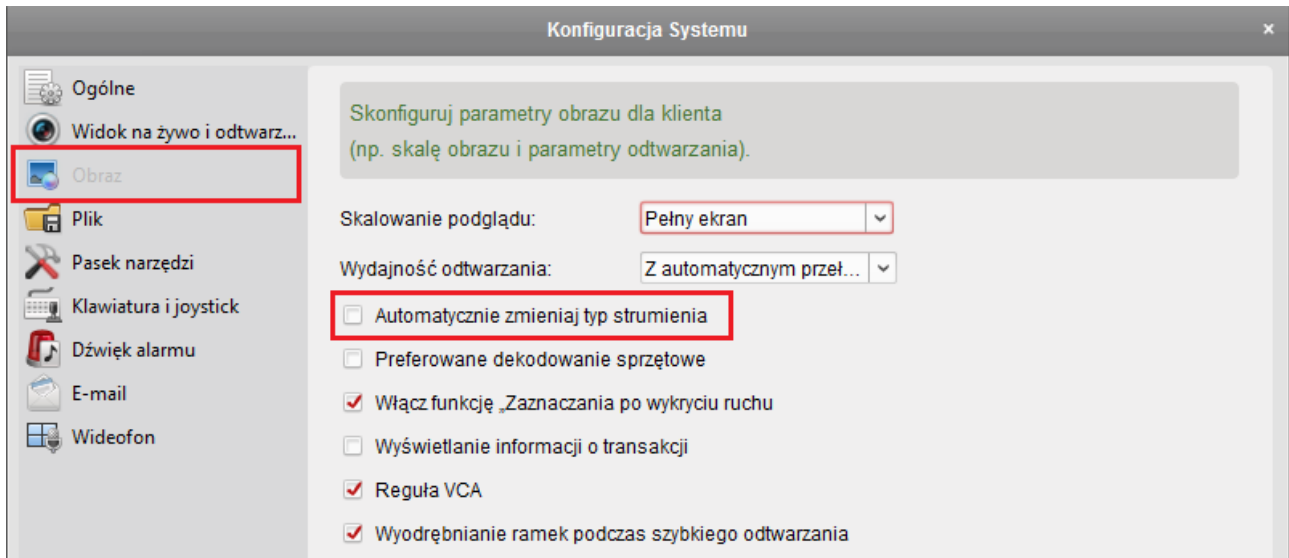 Konfiguracja Systemu
×
Ogólne
Widok na żywo i odtwarz...
Obraz
Plik
Pasek narzędzi
Klawiatura i joystick
Dźwięk alarmu
E-mail
Wideofon
Skonfiguruj parametry obrazu dla klienta
(np. skalę obrazu i parametry odtwarzania).
Skalowanie podglądu: Pełny ekran
Wydajność odtwarzania: Z automatycznym przeł...
Automatycznie zmieniaj typ strumienia
Preferowane dekodowanie sprzętowe
Włącz funkcję „Zaznaczania po wykryciu ruchu
Wyświetlanie informacji o transakcji
Reguła VCA
Wyodrębnianie ramek podczas szybkiego odtwarzania